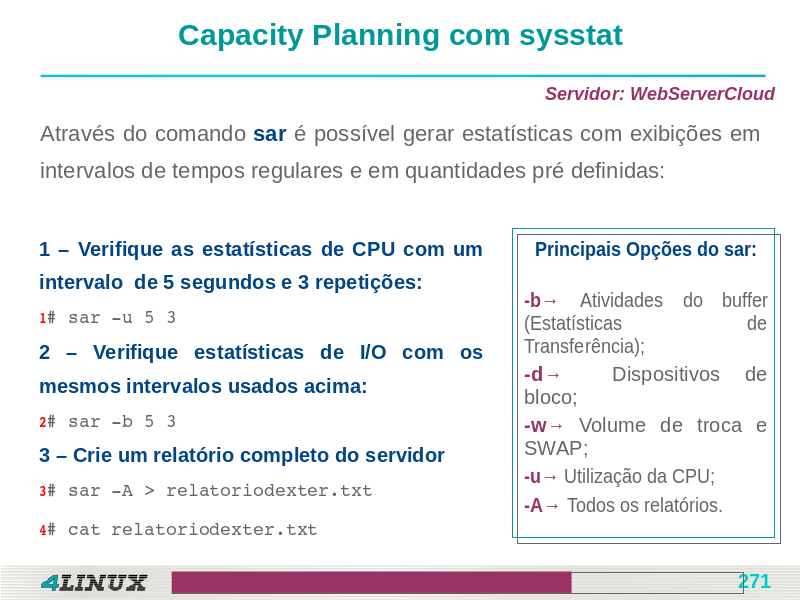 Capacity Planning com sysstat
Servidor: WebServerCloud
Através do comando sar é possível gerar estatísticas com exibições em
intervalos de tempos regulares e em quantidades pré definidas:
1 – Verifique as estatísticas de CPU com um
intervalo de 5 segundos e 3 repetições:
1# sar -u 5 3
2 – Verifique estatísticas de I/O com os
mesmos intervalos usados acima:
2# sar -b 5 3
3 – Crie um relatório completo do servidor
3# sar -A > relatoriodexter.txt
4# cat relatoriodexter.txt
Principais Opções do sar:
-b→ Atividades do buffer
(Estatísticas de
Transferência);
-d→ Dispositivos de
bloco;
-w→ Volume de troca e
SWAP;
-u→ Utilização da CPU;
-A→ Todos os relatórios.
4LINUX
271